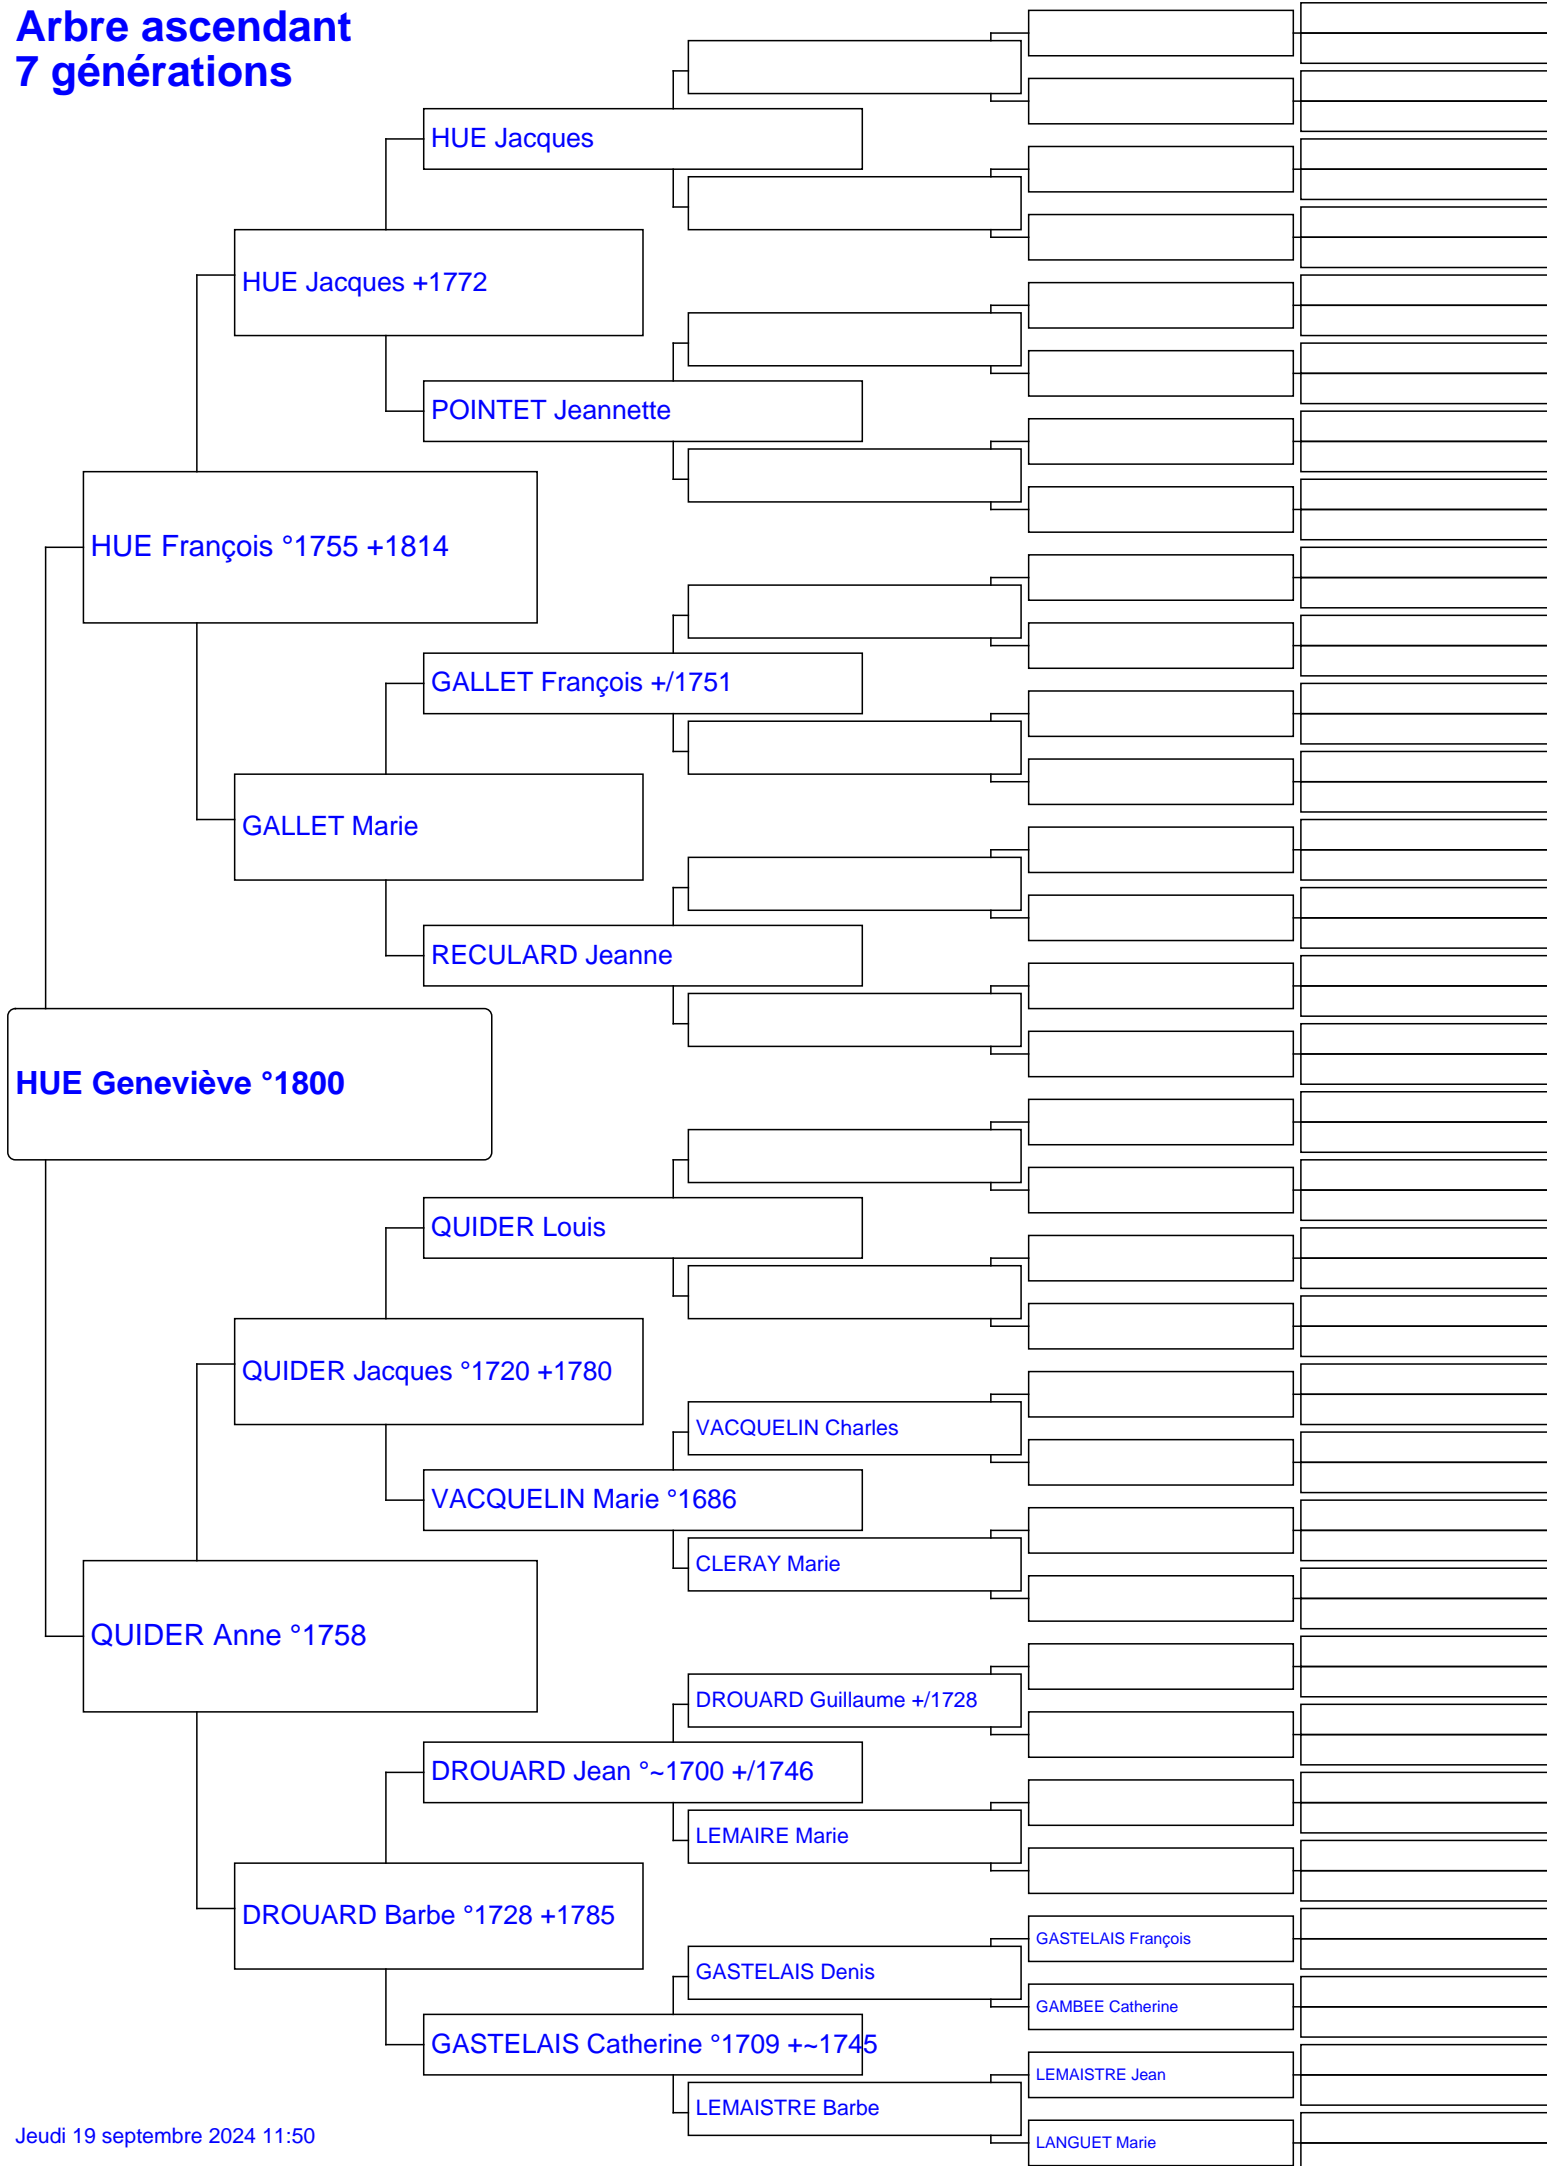 Arbre ascendant
7 générations
HUE Jacques
HUE Jacques +1772
POINTET Jeannette
HUE François °1755 +1814
GALLET François +/1751
GALLET Marie
RECULARD Jeanne
HUE Geneviève °1800
QUIDER Louis
QUIDER Jacques °1720 +1780
VACQUELIN Charles
VACQUELIN Marie °1686
CLERAY Marie
QUIDER Anne °1758
DROUARD Guillaume +/1728
DROUARD Jean °~1700 +/1746
LEMAIRE Marie
DROUARD Barbe °1728 +1785
GASTELAIS François
GASTELAIS Denis
GAMBEE Catherine
GASTELAIS Catherine °1709 +~1745
LEMAISTRE Jean
LEMAISTRE Barbe
LANGUET Marie
Jeudi 19 septembre 2024 11:50